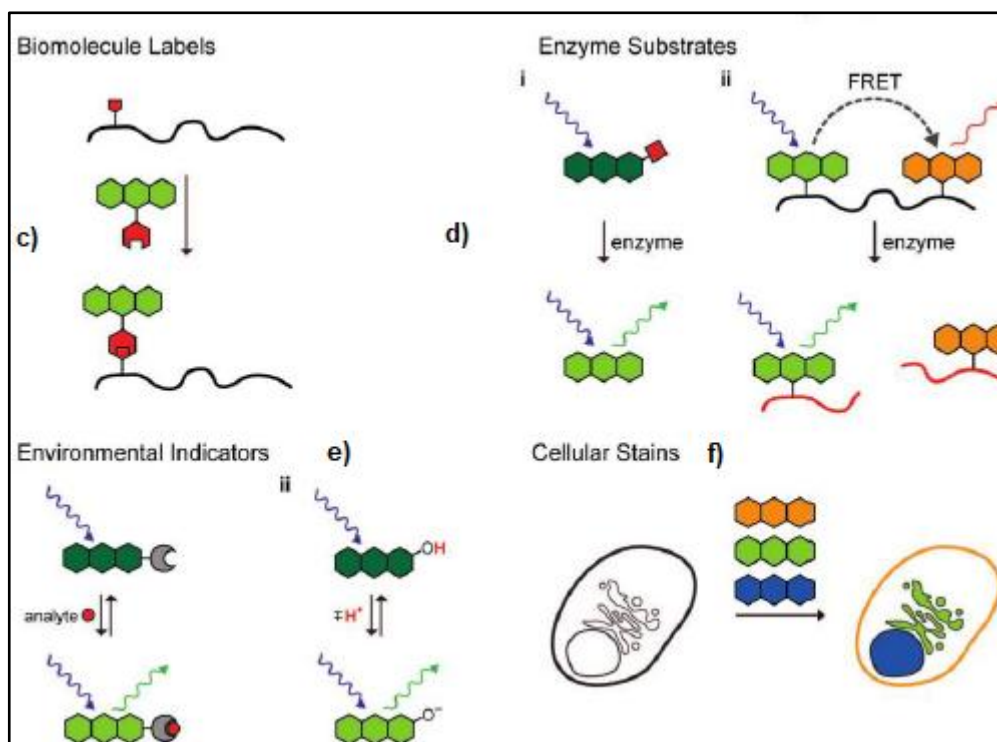 Biomolecule Labels
c)
Enzyme Substrates
i
ii
FRET
d)
enzyme
enzyme
Environmental Indicators
e)
ii
OH
analyte
∓H⁺
O⁻
Cellular Stains
f)